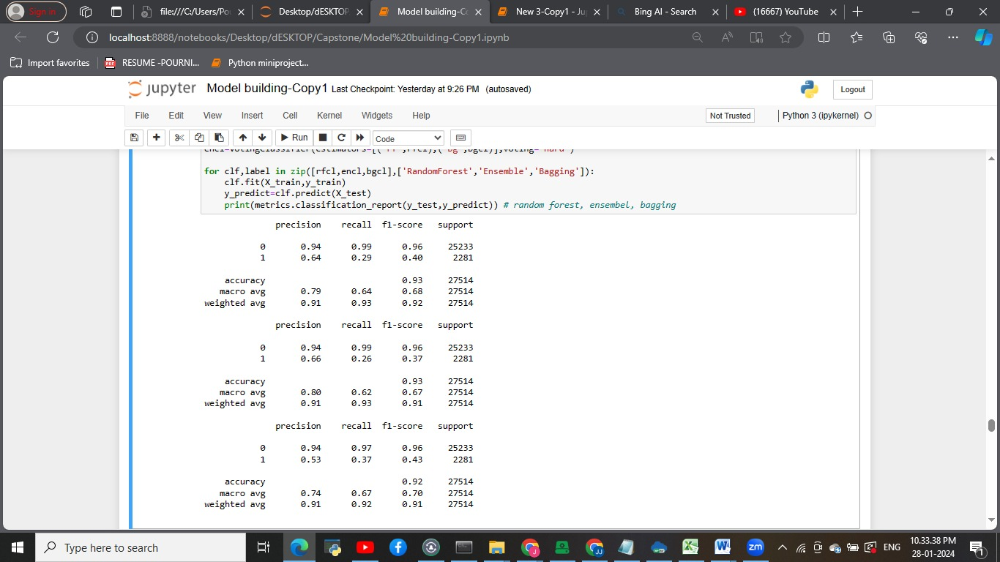 Sign in
file:///C:/Users/Po
Desktop/dESKTOP
Model building-C
New 3-Copy1 - Ju
Bing AI - Search
(16667) YouTube
localhost:8888/notebooks/Desktop/dESKTOP/Capstone/Model%20building-Copy1.ipynb
Import favorites
RESUME -POURNI...
Python miniproject...
jupyter Model building-Copy1 Last Checkpoint: Yesterday at 9:26 PM (autosaved)
Logout
File Edit View Insert Cell Kernel Widgets Help
Not Trusted
Python 3 (ipykernel)
Run
Code
for clf,label in zip([rfcl,encl,bgcl],['RandomForest','Ensemble','Bagging']):
clf.fit(X_train,y_train)
y_predict=clf.predict(X_test)
print(metrics.classification_report(y_test,y_predict)) # random forest, ensembel, bagging
precision recall f1-score support
0 0.94 0.99 0.96 25233
1 0.64 0.29 0.40 2281
accuracy 0.93 27514
macro avg 0.79 0.64 0.68 27514
weighted avg 0.91 0.93 0.92 27514
precision recall f1-score support
0 0.94 0.99 0.96 25233
1 0.66 0.26 0.37 2281
accuracy 0.93 27514
macro avg 0.80 0.62 0.67 27514
weighted avg 0.91 0.93 0.91 27514
precision recall f1-score support
0 0.94 0.97 0.96 25233
1 0.53 0.37 0.43 2281
accuracy 0.92 27514
macro avg 0.74 0.67 0.70 27514
weighted avg 0.91 0.92 0.91 27514
Type here to search
ENG
10.33.38 PM
28-01-2024